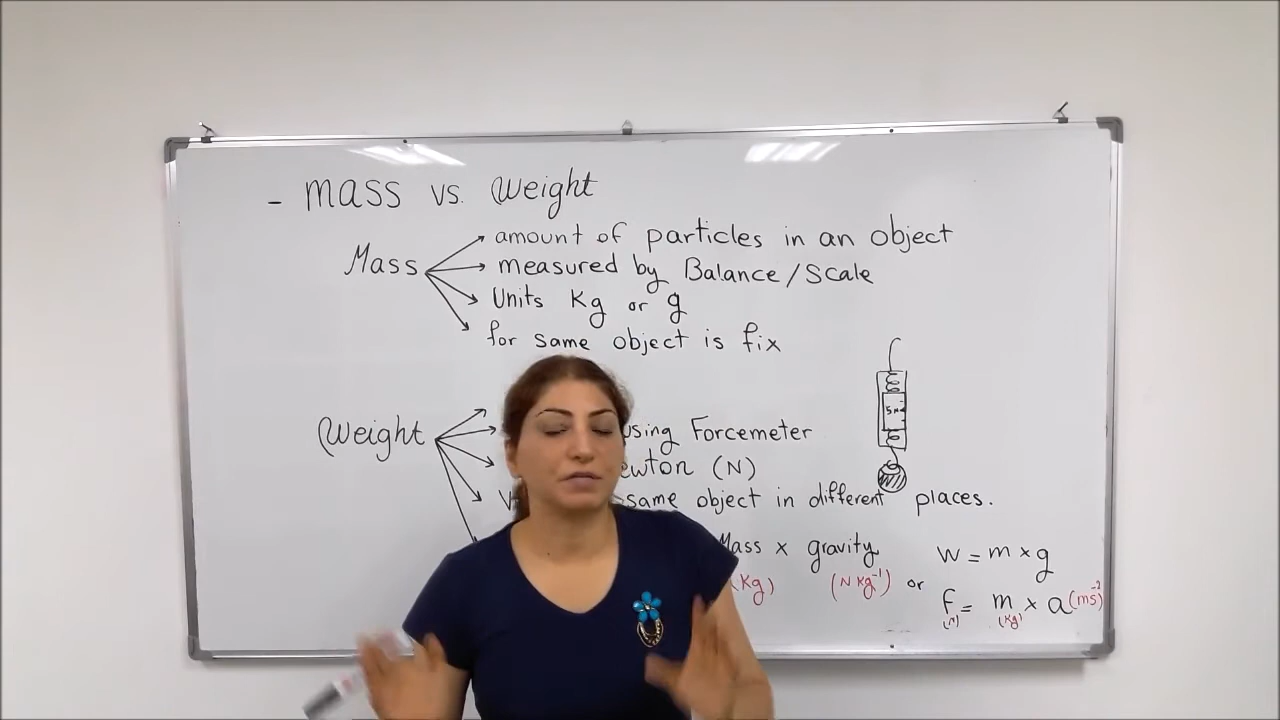 - MASS vs. Weight
Mass
amount of particles in an object
measured by Balance/Scale
Units Kg or g
for same object is fix
Weight
using Forcemeter
(N)
same object in different places.
Mass x gravity
(Kg) (N Kg⁻¹)
or
W = m x g
f = m x a (ms⁻²)
(N) (Kg)